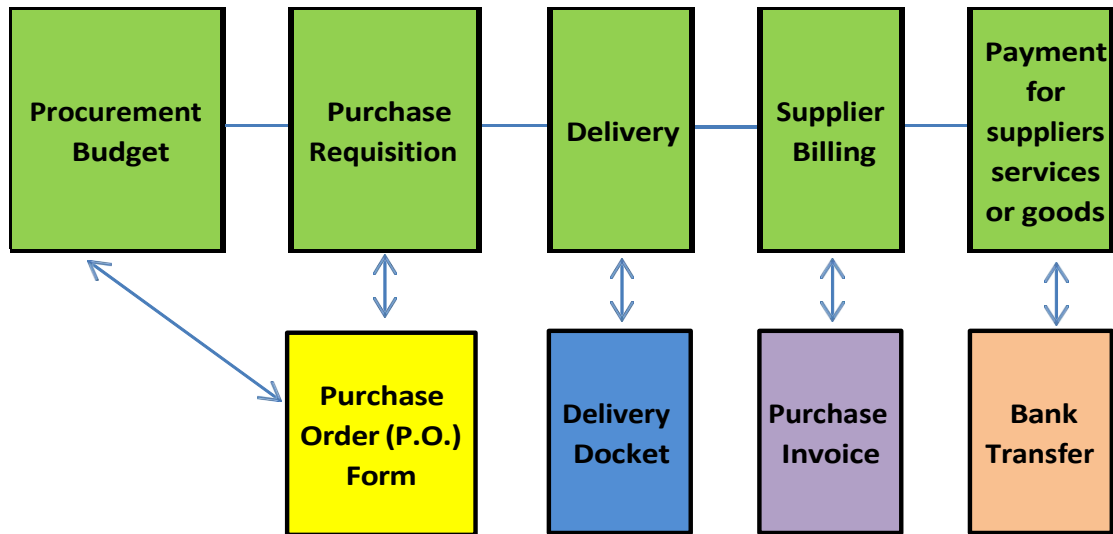 Procurement
Budget
Purchase
Requisition
Delivery
Supplier
Billing
Payment
for
suppliers
services
or goods
Purchase
Order (P.O.)
Form
Delivery
Docket
Purchase
Invoice
Bank
Transfer